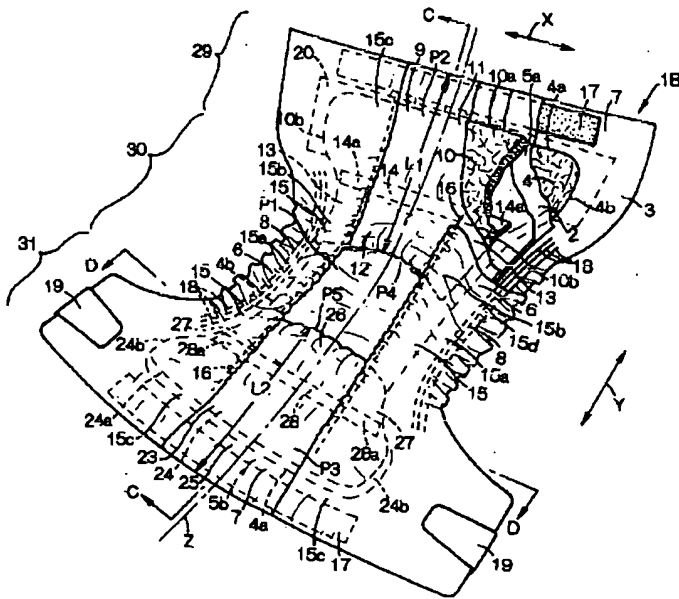 C
X
15c 9 P2 11 10a 5a 4a 17 7 1B
29
20
10b
30
13
15b
15
P1
8
15a
6
4b
14a
14
L1
10
16
4
14a
4b
2
3
12
18
10b
13
6
15b
15d
8
15a
15
31
D
19
18
15
27
24b
28a
16
P5
26
P4
L2
28
27
28a
24b
Y
24a
15c
23
24
25
P3
C
Z
5b
7
4a
15c
17
D
19